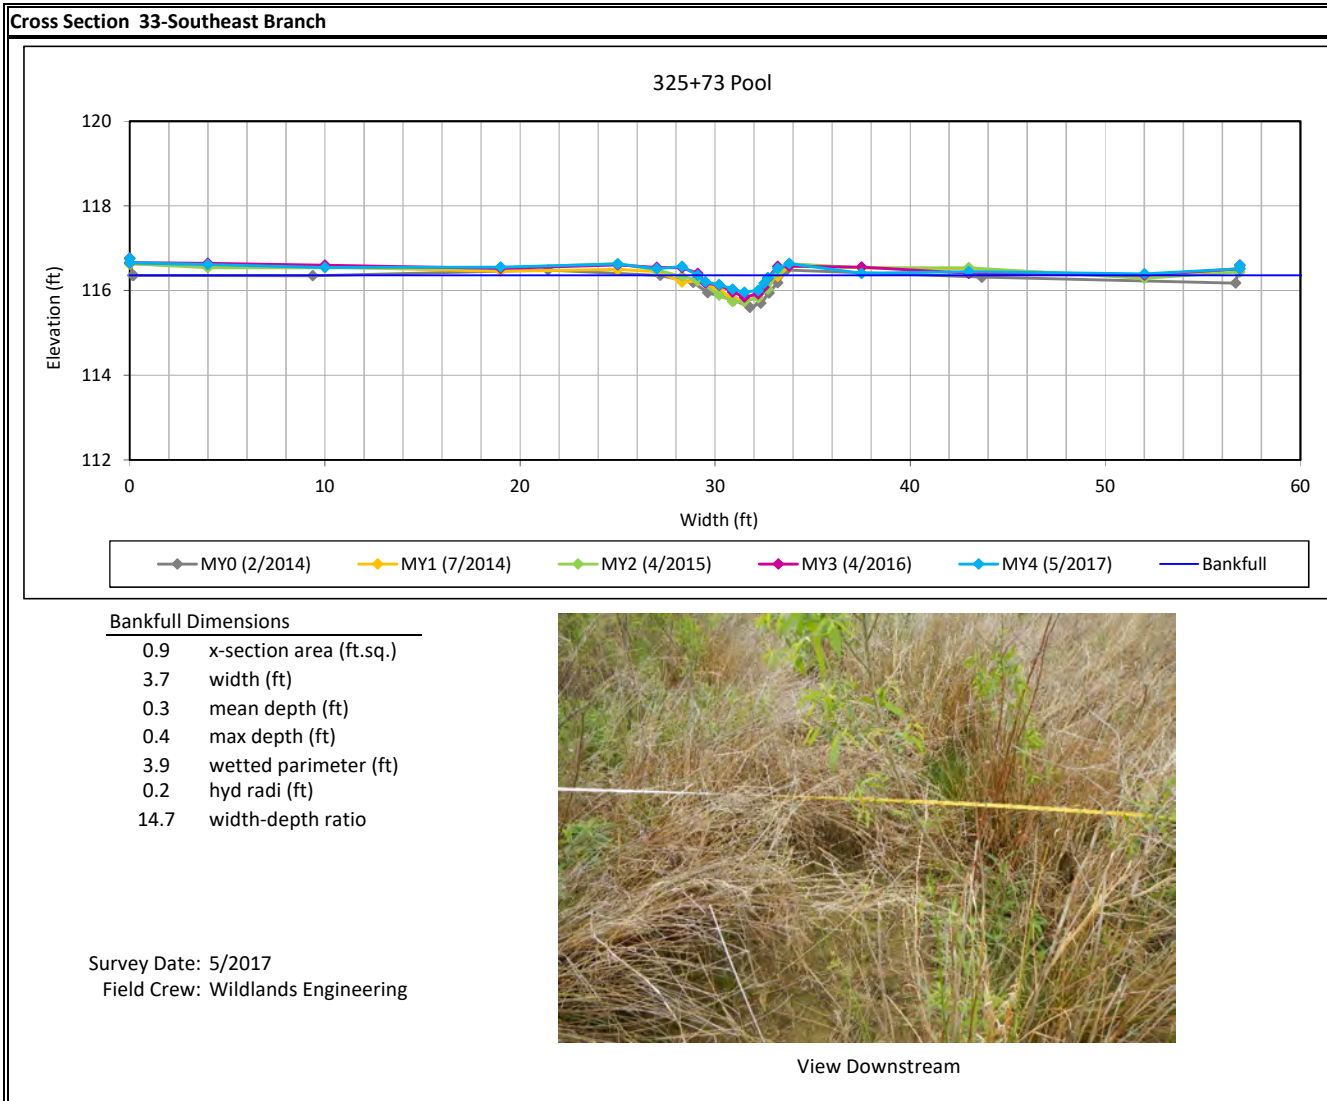 Cross Section 33-Southeast Branch
325+73 Pool
Elevation (ft)
120
118
116
114
112
0 10 20 30 40 50 60
Width (ft)
MY0 (2/2014) MY1 (7/2014) MY2 (4/2015) MY3 (4/2016) MY4 (5/2017) Bankfull
Bankfull Dimensions
0.9 x-section area (ft.sq.)
3.7 width (ft)
0.3 mean depth (ft)
0.4 max depth (ft)
3.9 wetted parimeter (ft)
0.2 hyd radi (ft)
14.7 width-depth ratio
Survey Date: 5/2017
Field Crew: Wildlands Engineering
View Downstream